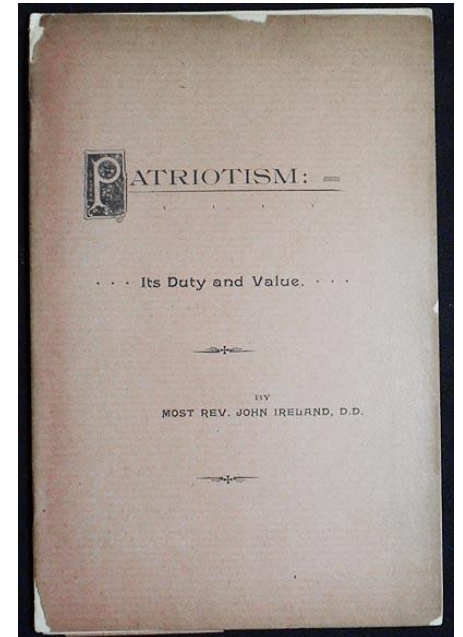 PATRIOTISM:
· · · Its Duty and Value. · · ·
BY
MOST REV. JOHN IRELAND, D.D.